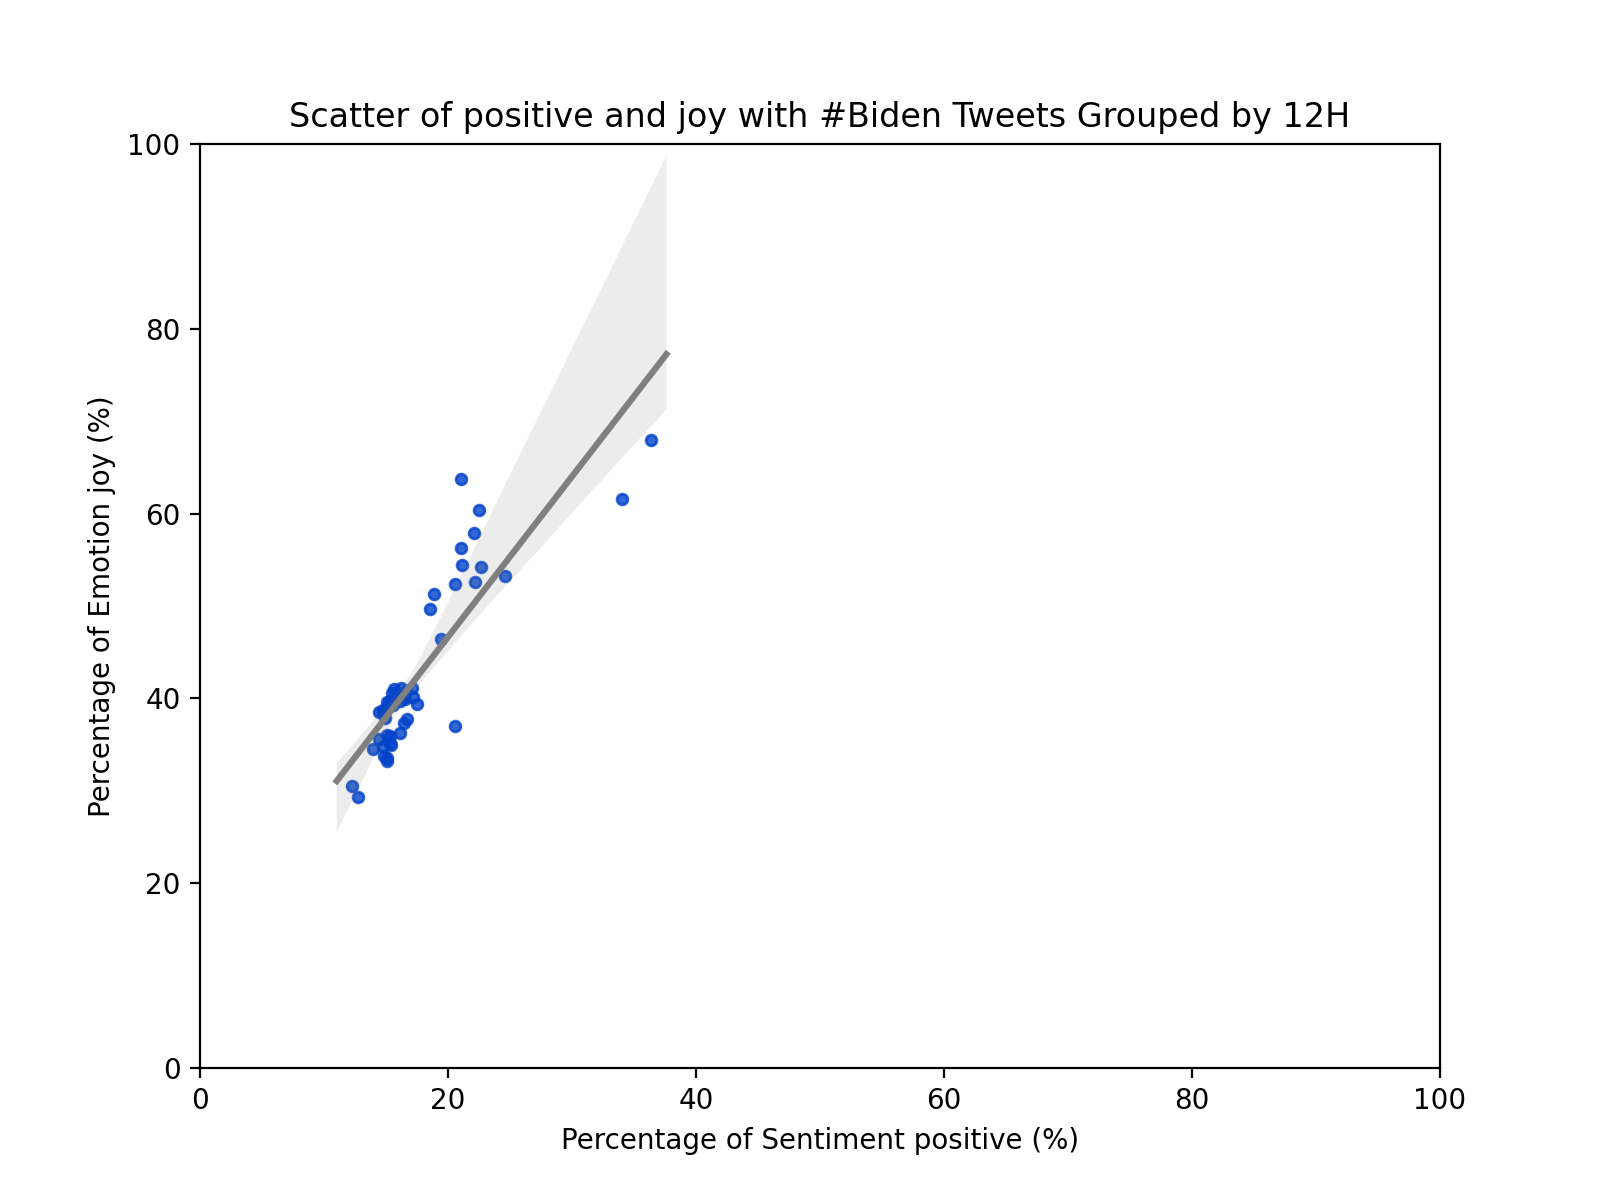 Scatter of positive and joy with #Biden Tweets Grouped by 12H
100
80
60
40
20
0
Percentage of Emotion joy (%)
0 20 40 60 80 100
Percentage of Sentiment positive (%)